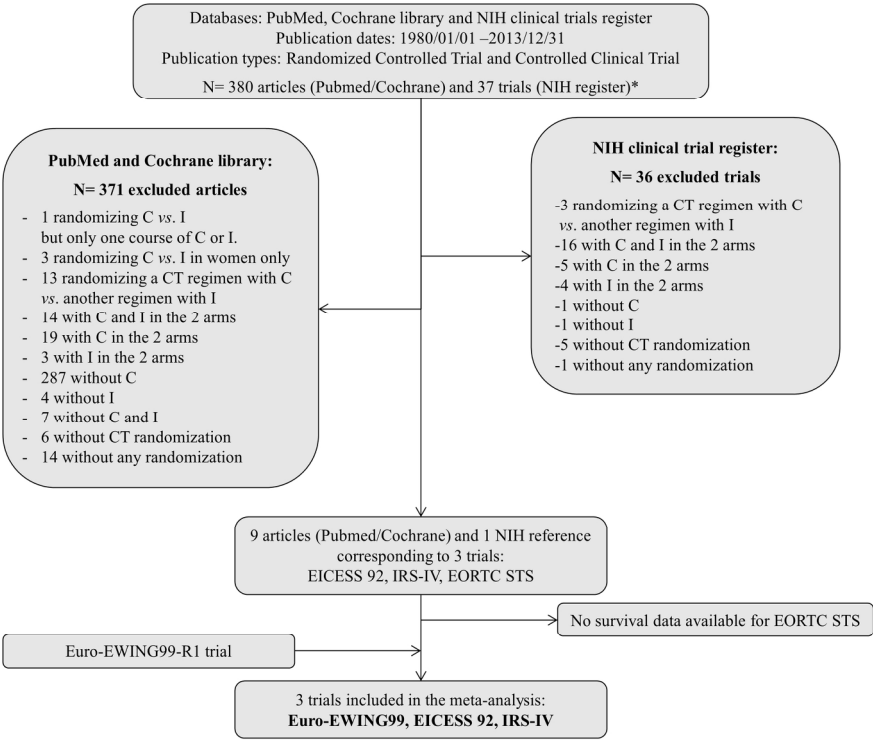 Databases: PubMed, Cochrane library and NIH clinical trials register
Publication dates: 1980/01/01 –2013/12/31
Publication types: Randomized Controlled Trial and Controlled Clinical Trial
N= 380 articles (Pubmed/Cochrane) and 37 trials (NIH register)*
PubMed and Cochrane library:
N= 371 excluded articles
- 1 randomizing C vs. I
but only one course of C or I.
- 3 randomizing C vs. I in women only
- 13 randomizing a CT regimen with C
vs. another regimen with I
- 14 with C and I in the 2 arms
- 19 with C in the 2 arms
- 3 with I in the 2 arms
- 287 without C
- 4 without I
- 7 without C and I
- 6 without CT randomization
- 14 without any randomization
NIH clinical trial register:
N= 36 excluded trials
-3 randomizing a CT regimen with C
vs. another regimen with I
-16 with C and I in the 2 arms
-5 with C in the 2 arms
-4 with I in the 2 arms
-1 without C
-1 without I
-5 without CT randomization
-1 without any randomization
9 articles (Pubmed/Cochrane) and 1 NIH reference
corresponding to 3 trials:
EICESS 92, IRS-IV, EORTC STS
No survival data available for EORTC STS
Euro-EWING99-R1 trial
3 trials included in the meta-analysis:
Euro-EWING99, EICESS 92, IRS-IV